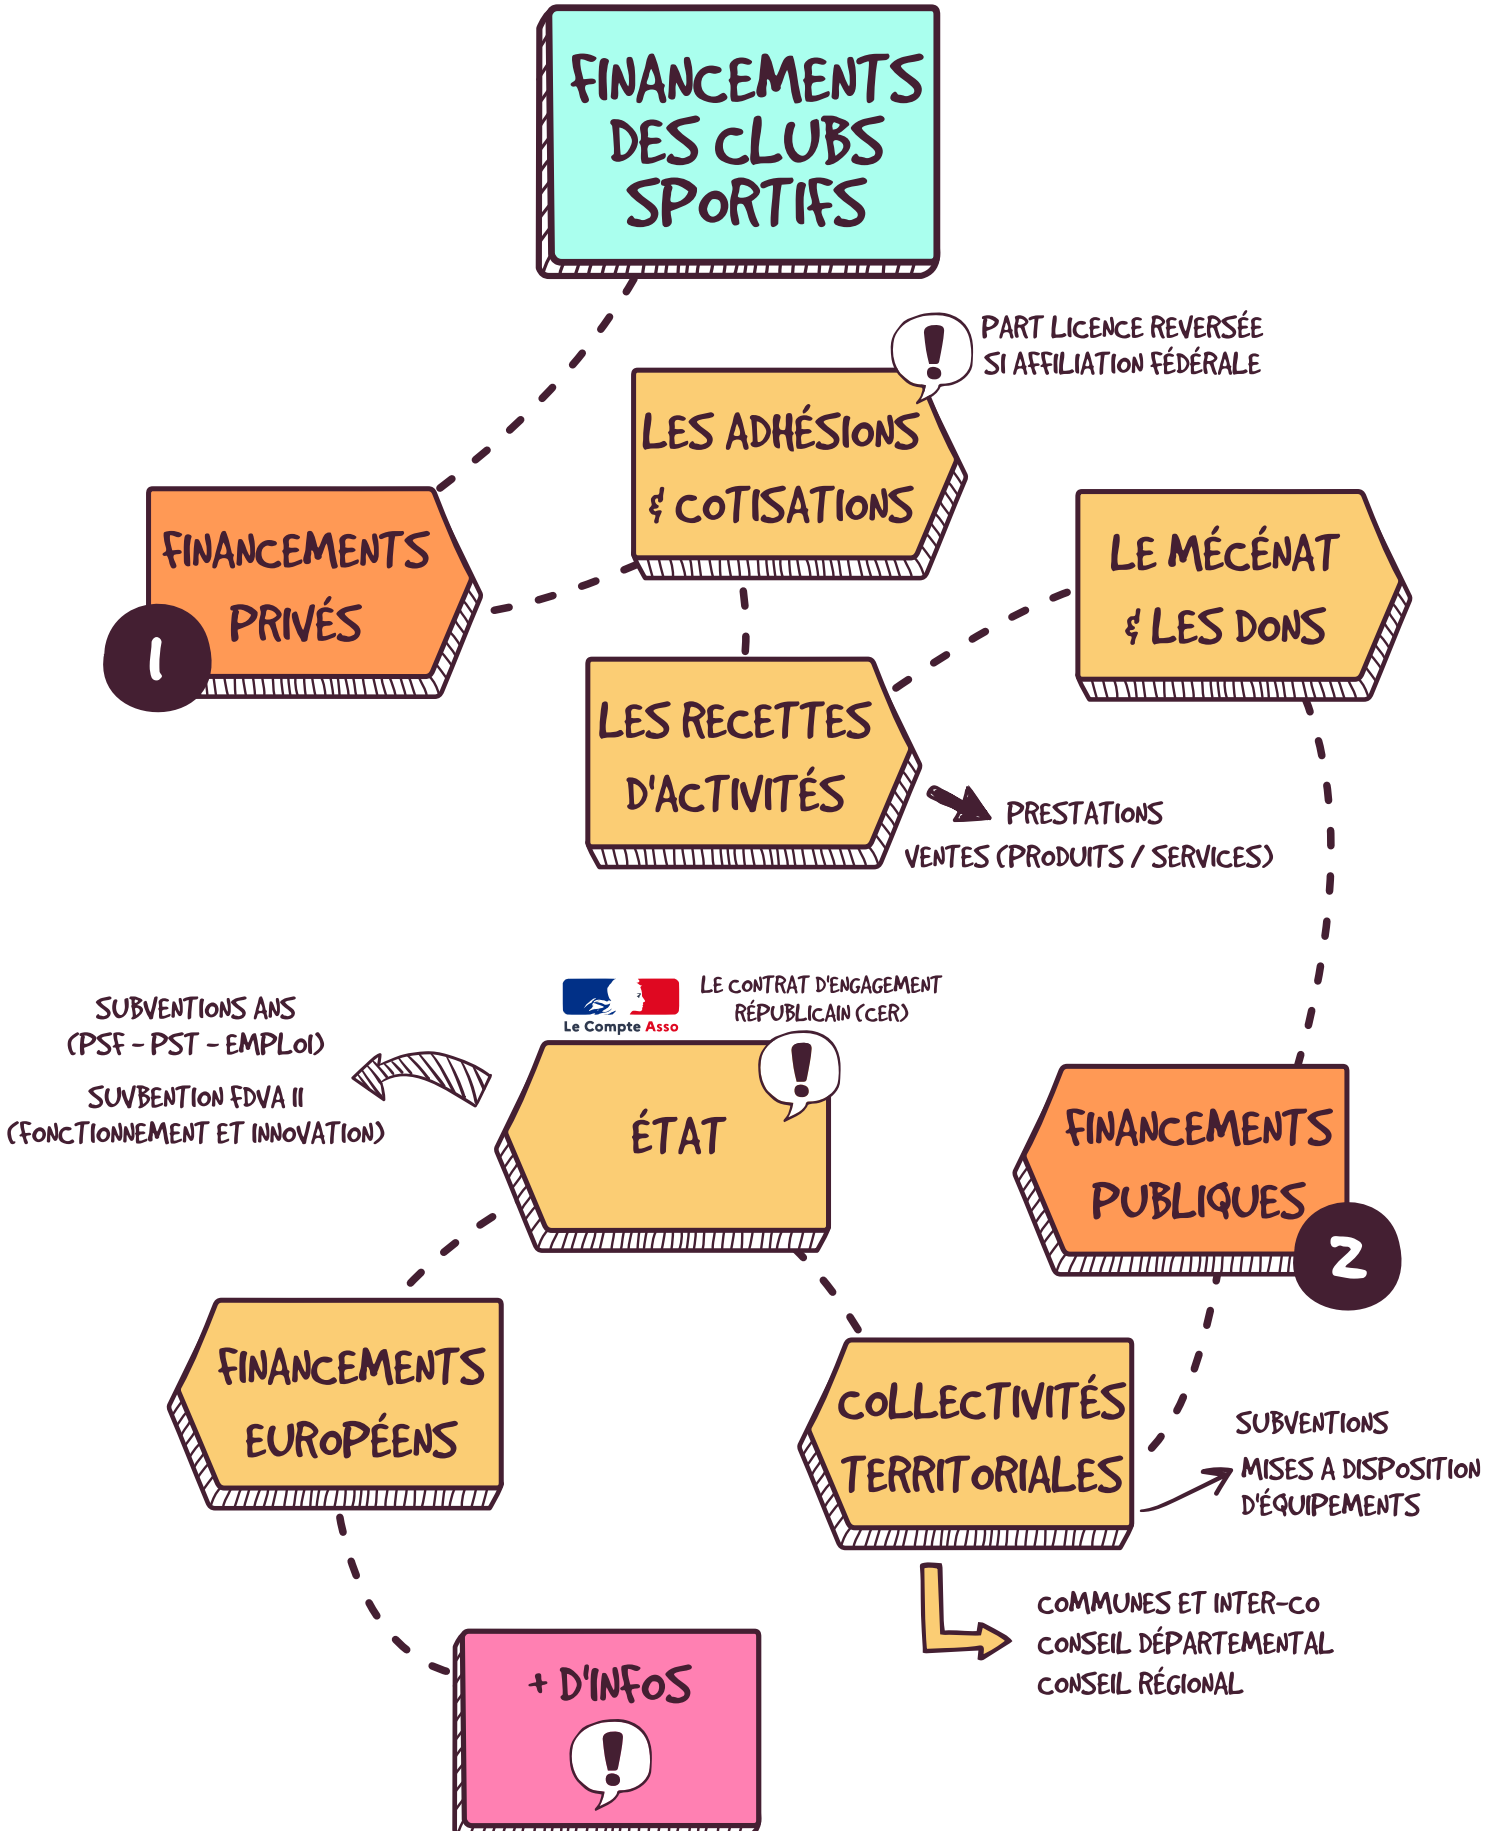 FINANCEMENTS
DES CLUBS
SPORTIFS
PART LICENCE REVERSÉE
SI AFFILIATION FÉDÉRALE
LES ADHÉSIONS
& COTISATIONS
FINANCEMENTS
PRIVÉS
1
LE MÉCÉNAT
& LES DONS
LES RECETTES
D'ACTIVITÉS
PRESTATIONS
VENTES (PRODUITS / SERVICES)
SUBVENTIONS ANS
(PSF - PST - EMPLOI)
SUVBENTION FDVA II
(FONCTIONNEMENT ET INNOVATION)
Le Compte Asso
LE CONTRAT D'ENGAGEMENT
RÉPUBLICAIN (CER)
ÉTAT
FINANCEMENTS
PUBLIQUES
2
FINANCEMENTS
EUROPÉENS
COLLECTIVITÉS
TERRITORIALES
SUBVENTIONS
MISES A DISPOSITION
D'ÉQUIPEMENTS
COMMUNES ET INTER-CO
CONSEIL DÉPARTEMENTAL
CONSEIL RÉGIONAL
+ D'INFOS